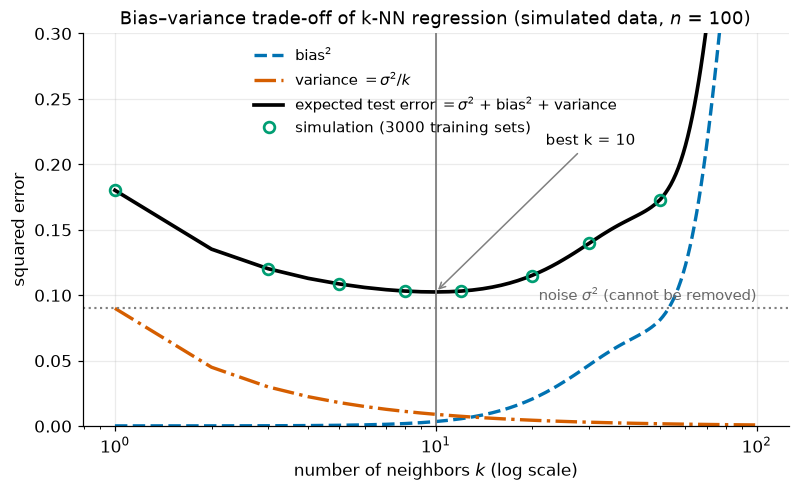 Bias–variance trade-off of k-NN regression (simulated data, n = 100)
bias²
variance = σ²/k
expected test error = σ² + bias² + variance
simulation (3000 training sets)
best k = 10
noise σ² (cannot be removed)
squared error
0.30
0.25
0.20
0.15
0.10
0.05
0.00
10⁰
10¹
10²
number of neighbors k (log scale)